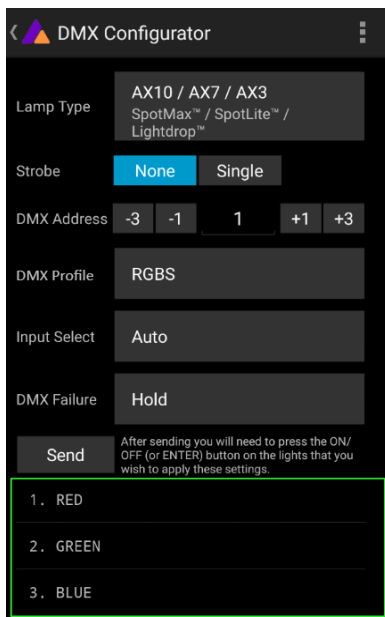 DMX Configurator
Lamp Type
AX10 / AX7 / AX3
SpotMax™ / SpotLite™ /
Lightdrop™
Strobe None Single
DMX Address -3 -1 1 +1 +3
DMX Profile RGBS
Input Select Auto
DMX Failure Hold
Send
After sending you will need to press the ON/
OFF (or ENTER) button on the lights that you
wish to apply these settings.
1. RED
2. GREEN
3. BLUE